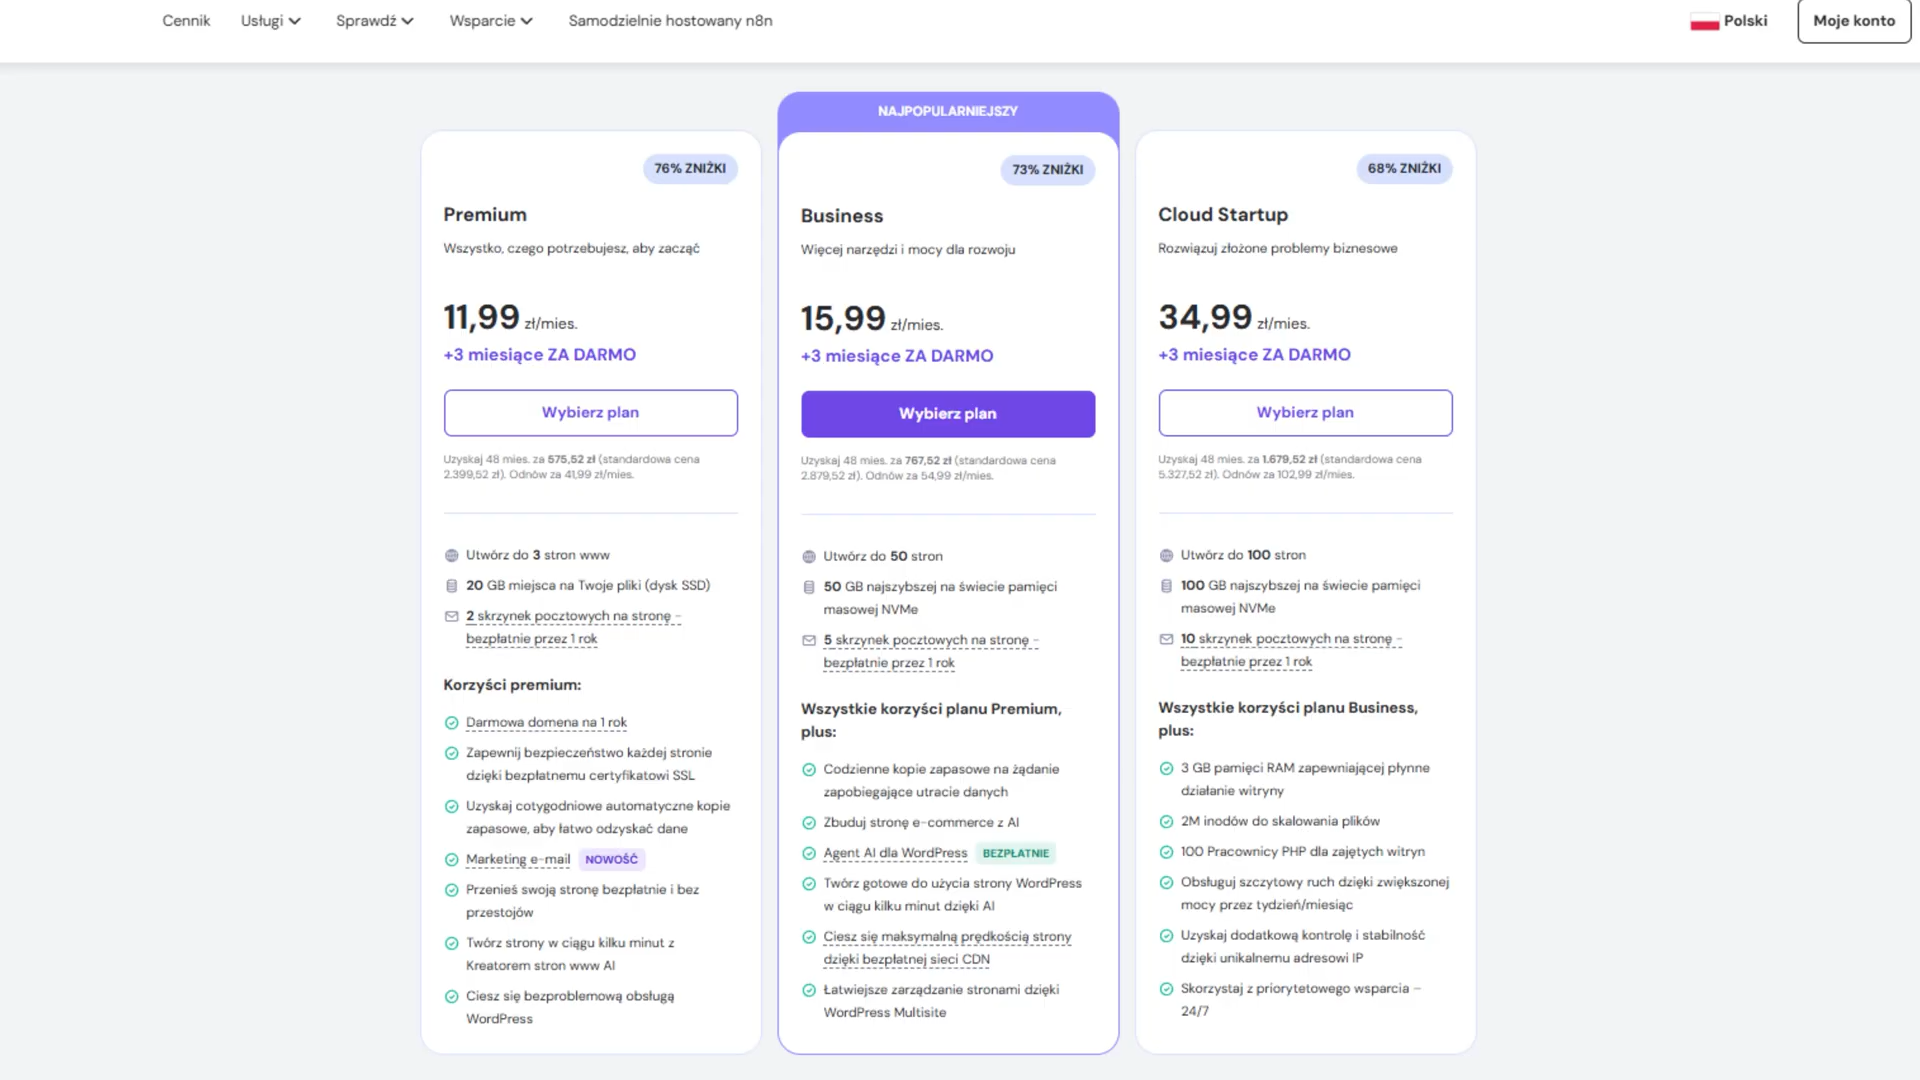 Cennik
Usługi
Sprawdź
Wsparcie
Samodzielnie hostowany n8n
Polski
Moje konto
76% ZNIŻKI
Premium
Wszystko, czego potrzebujesz, aby zacząć
11,99 zł/mies.
+3 miesiące ZA DARMO
Wybierz plan
Uzyskaj 48 mies. za 575,52 zł (standardowa cena
2.399,52 zł). Odnów za 41,99 zł/mies.
Utwórz do 3 stron www
20 GB miejsca na Twoje pliki (dysk SSD)
2 skrzynek pocztowych na stronę -
bezpłatnie przez 1 rok
Korzyści premium:
Darmowa domena na 1 rok
Zapewnij bezpieczeństwo każdej stronie
dzięki bezpłatnemu certyfikatowi SSL
Uzyskaj cotygodniowe automatyczne kopie
zapasowe, aby łatwo odzyskać dane
Marketing e-mail NOWOŚĆ
Przenieś swoją stronę bezpłatnie i bez
przestojów
Twórz strony w ciągu kilku minut z
Kreatorem stron www AI
Ciesz się bezproblemową obsługą
WordPress
NAJPOPULARNIEJSZY
73% ZNIŻKI
Business
Więcej narzędzi i mocy dla rozwoju
15,99 zł/mies.
+3 miesiące ZA DARMO
Wybierz plan
Uzyskaj 48 mies. za 767,52 zł (standardowa cena
2.879,52 zł). Odnów za 54,99 zł/mies.
Utwórz do 50 stron
50 GB najszybszej na świecie pamięci
masowej NVMe
5 skrzynek pocztowych na stronę -
bezpłatnie przez 1 rok
Wszystkie korzyści planu Premium,
plus:
Codzienne kopie zapasowe na żądanie
zapobiegające utracie danych
Zbuduj stronę e-commerce z AI
Agent AI dla WordPress BEZPŁATNIE
Twórz gotowe do użycia strony WordPress
w ciągu kilku minut dzięki AI
Ciesz się maksymalną prędkością strony
dzięki bezpłatnej sieci CDN
Łatwiejsze zarządzanie stronami dzięki
WordPress Multisite
68% ZNIŻKI
Cloud Startup
Rozwiązuj złożone problemy biznesowe
34,99 zł/mies.
+3 miesiące ZA DARMO
Wybierz plan
Uzyskaj 48 mies. za 1.679,52 zł (standardowa cena
5.327,52 zł). Odnów za 102,99 zł/mies.
Utwórz do 100 stron
100 GB najszybszej na świecie pamięci
masowej NVMe
10 skrzynek pocztowych na stronę -
bezpłatnie przez 1 rok
Wszystkie korzyści planu Business,
plus:
3 GB pamięci RAM zapewniającej płynne
działanie witryny
2M inodów do skalowania plików
100 Pracownicy PHP dla zajętych witryn
Obsługuj szczytowy ruch dzięki zwiększonej
mocy przez tydzień/miesiąc
Uzyskaj dodatkową kontrolę i stabilność
dzięki unikalnemu adresowi IP
Skorzystaj z priorytetowego wsparcia –
24/7